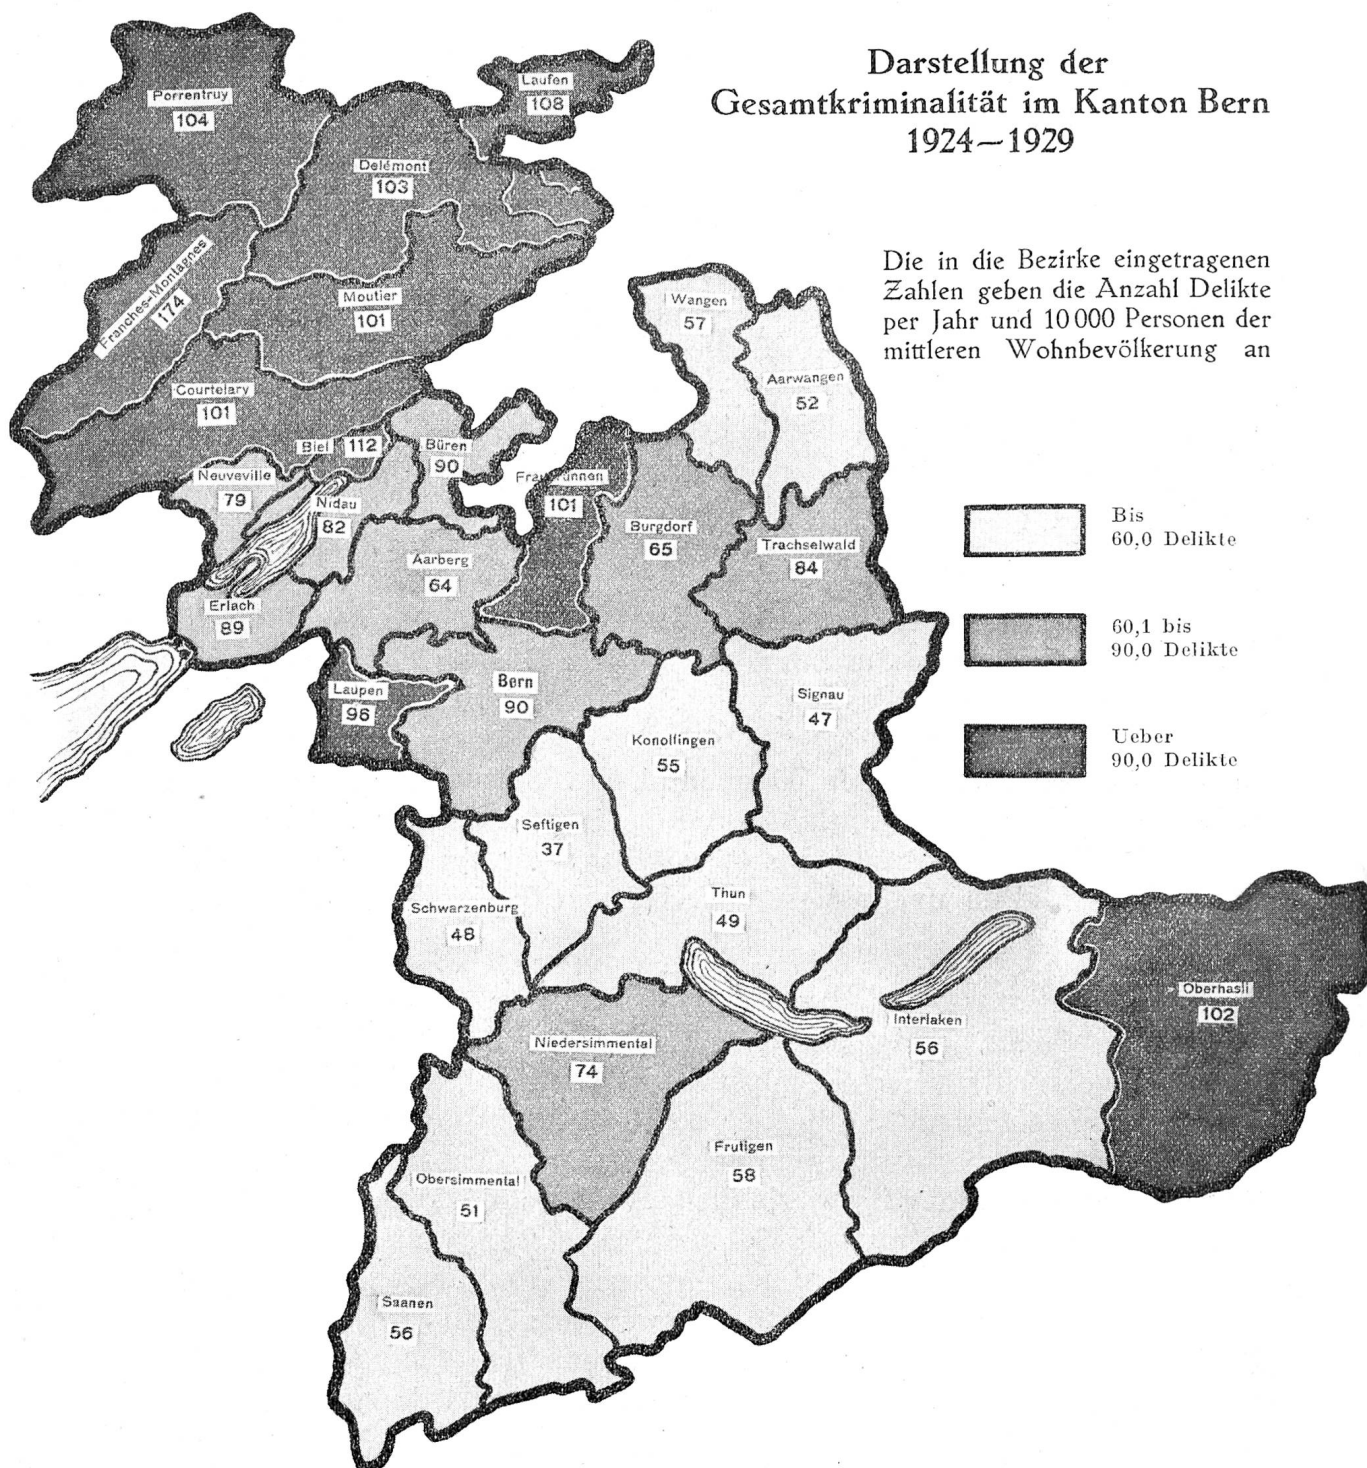 Darstellung der
Gesamtkriminalität im Kanton Bern
1924—1929
Die in die Bezirke eingetragenen
Zahlen geben die Anzahl Delikte
per Jahr und 10 000 Personen der
mittleren Wohnbevölkerung an
Laufen
108
Porrentruy
104
Delémont
103
Franches-Montagnes
174
Moutier
101
Courtelary
101
Wangen
57
Aarwangen
52
Biel 112
Büren
90
Neuveville
79
Nidau
82
Fraubrunnen
101
Burgdorf
65
Trachselwald
84
Aarberg
64
Erlach
89
Bis
60,0 Delikte
60,1 bis
90,0 Delikte
Ueber
90,0 Delikte
Laupen
96
Bern
90
Signau
47
Konolfingen
55
Seftigen
37
Schwarzenburg
48
Thun
49
Oberhasli
102
Interlaken
56
Niedersimmental
74
Frutigen
58
Obersimmental
51
Saanen
56